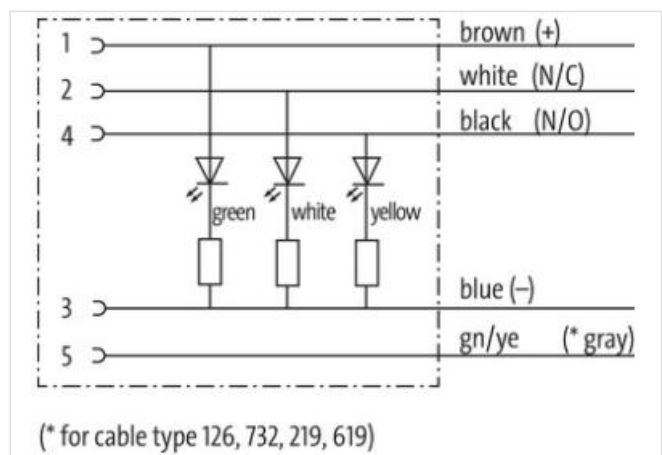 1 brown (+)
2 white (N/C)
4 black (N/O)
green white yellow
3 blue (–)
5 gn/ye (* gray)
(* for cable type 126, 732, 219, 619)